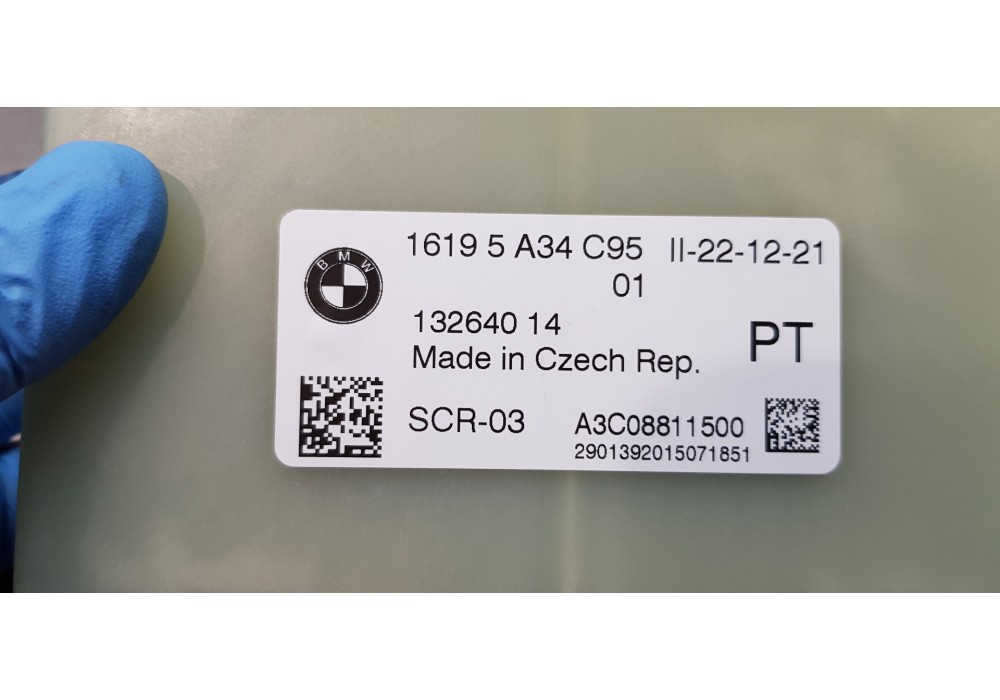 BMW
1619 5 A34 C95 II-22-12-21
01
132640 14
PT
Made in Czech Rep.
SCR-03
A3C08811500
2901392015071851